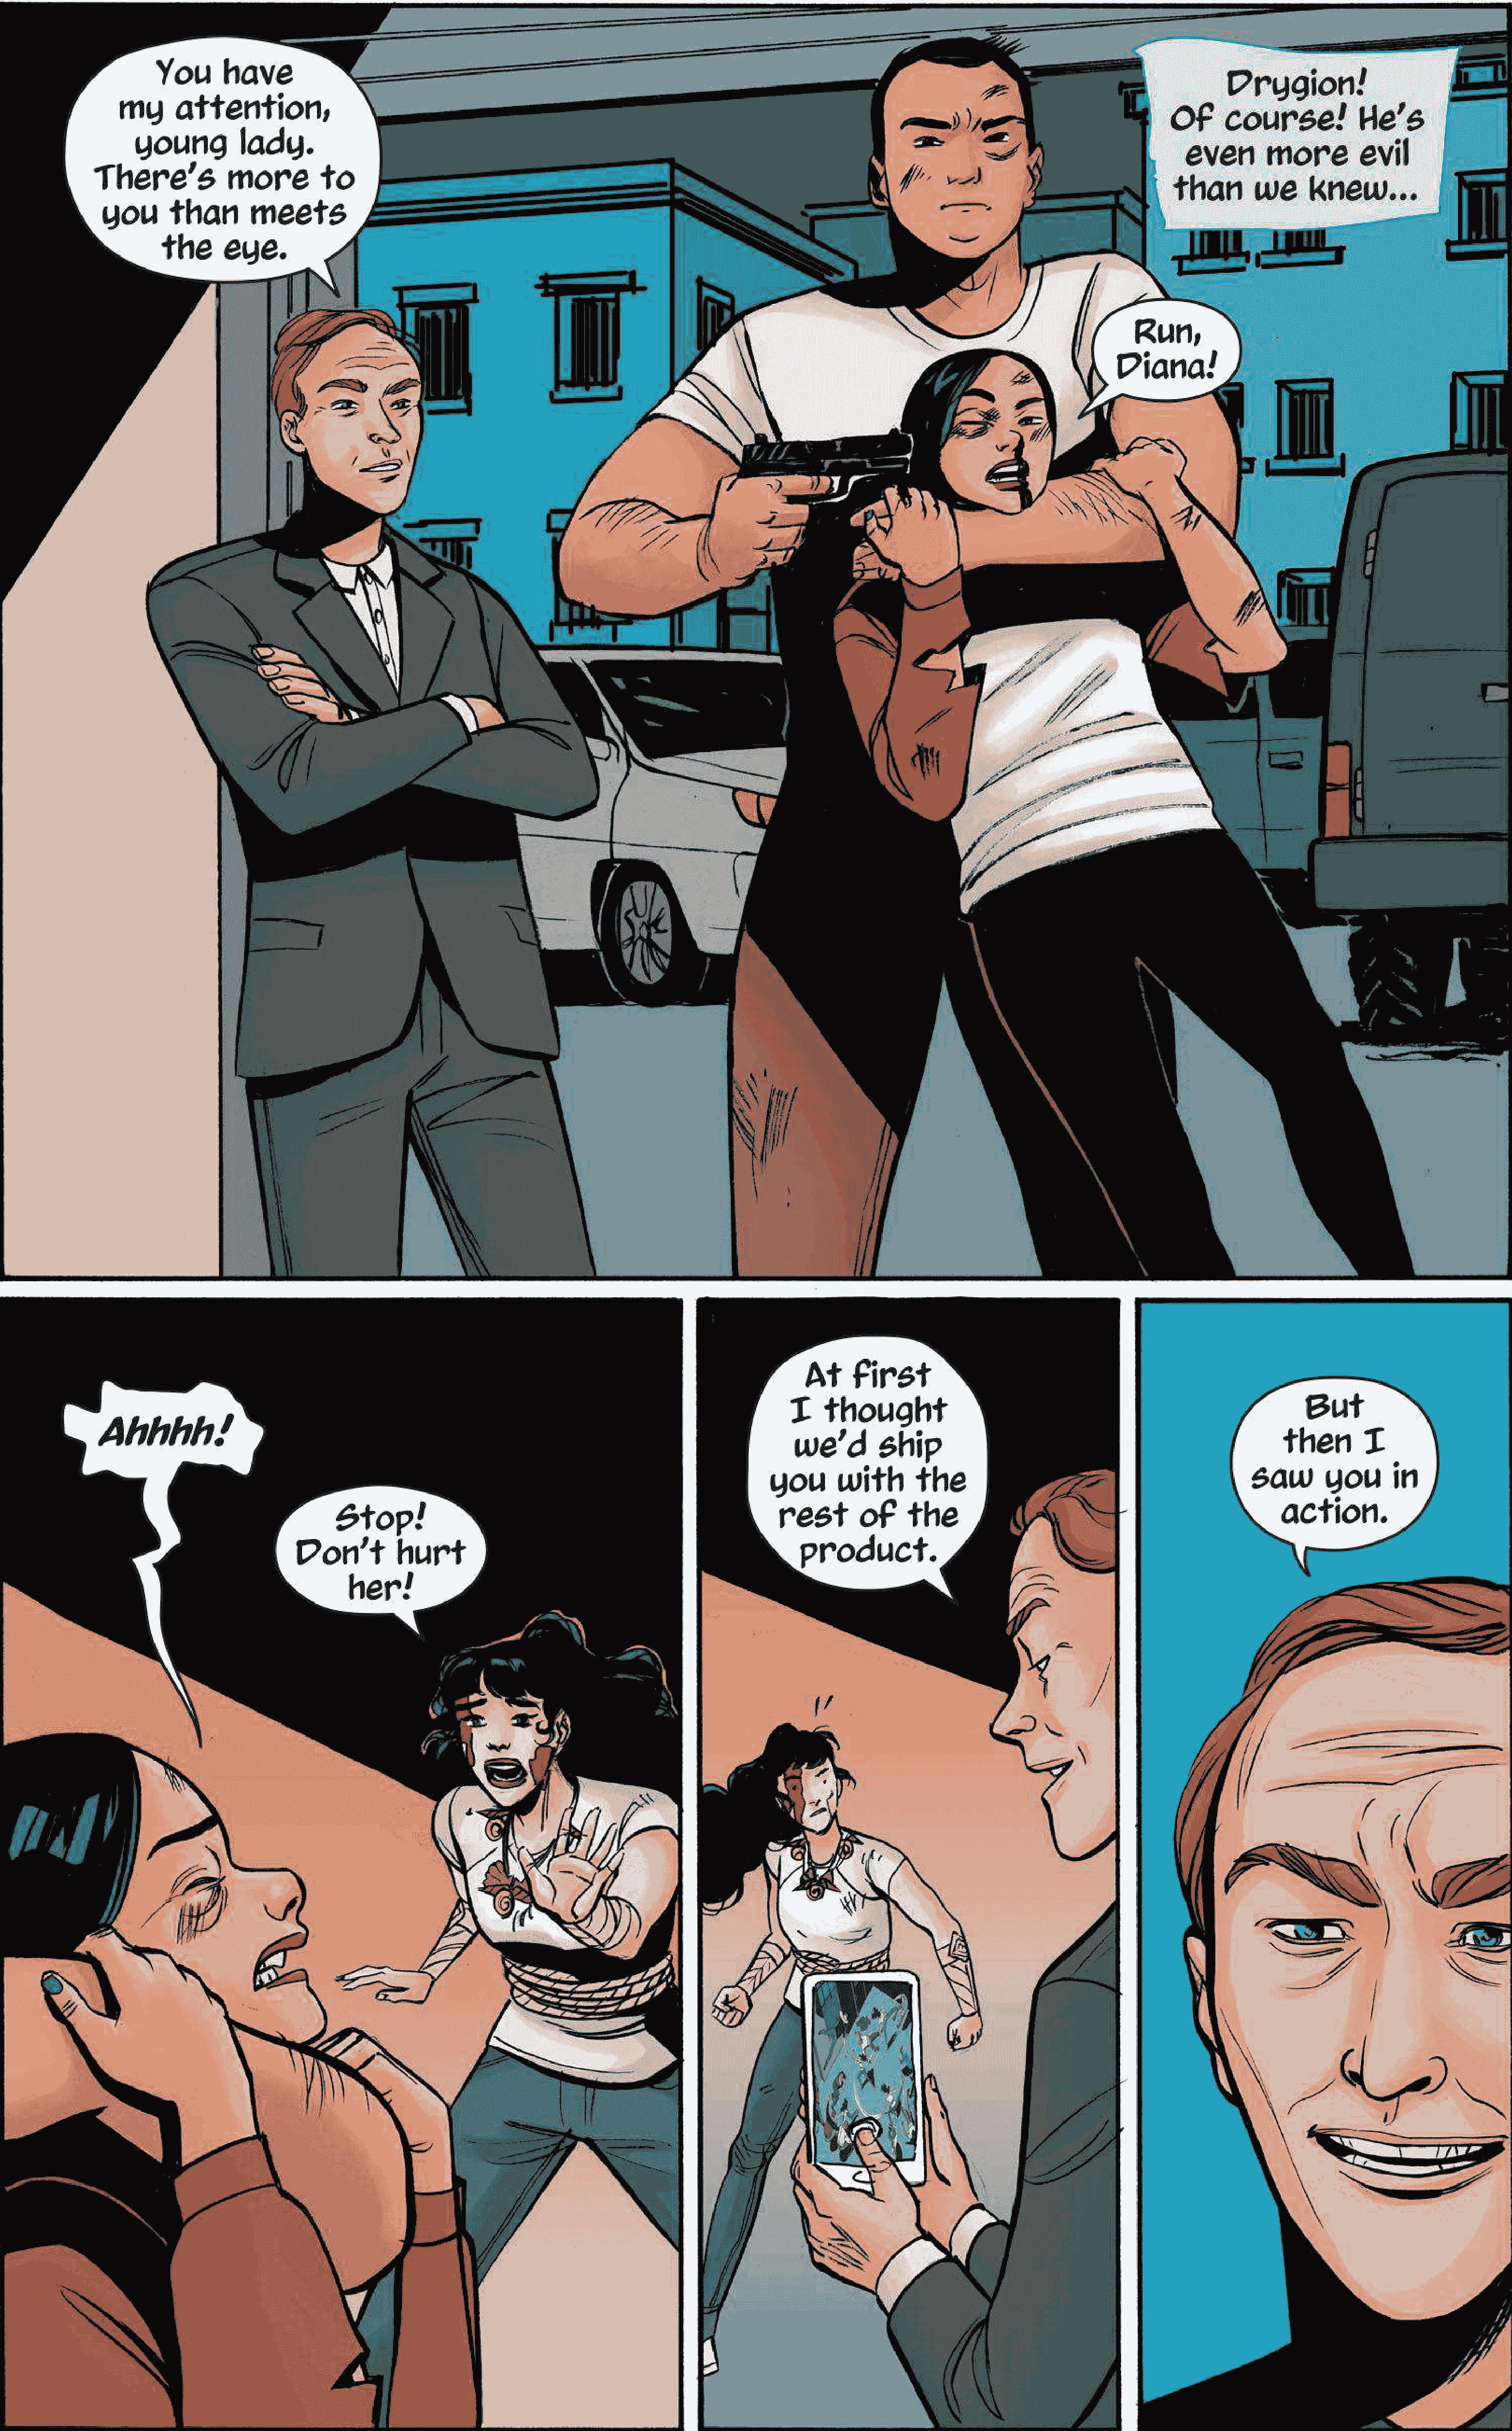 You have
my attention,
young lady.
There's more to
you than meets
the eye.
Drygion!
Of course! He's
even more evil
than we knew...
Run,
Diana!
Ahhhh!
Stop!
Don't hurt
her!
At first
I thought
we'd ship
you with the
rest of the
product.
But
then I
saw you in
action.